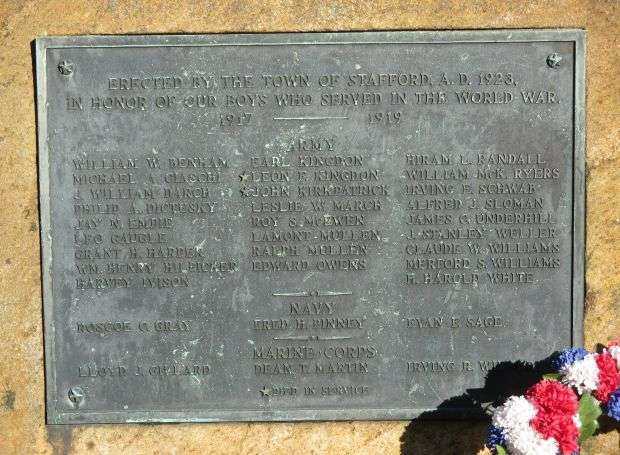 ERECTED BY THE TOWN OF STAFFORD, A. D. 1923,
IN HONOR OF OUR BOYS WHO SERVED IN THE WORLD WAR.
1917 1919
ARMY
WILLIAM W. BENHAM
MICHAEL A. CIACCHI
J. WILLIAM DARCH
PHILIP A. DICTESKY
JAY N. EMDIE
LEO GAUGLE
GRANT H. HARPER
WM. HENRY HILFICKER
HARVEY IVISON
EARL KINGDON
★LEON F. KINGDON
★JOHN KIRKPATRICK
LESLIE W. MARCH
ROY S. MCEWEN
LAMONT MULLEN
RALPH MULLEN
EDWARD OWENS
HIRAM L. RANDALL
WILLIAM MCK. RYERS
IRVING F. SCHWAB
ALFRED J. SLOMAN
JAMES G. UNDERHILL
J. STANLEY WELLER
CLAUDE W. WILLIAMS
MERFORD S. WILLIAMS
H. HAROLD WHITE
NAVY
ROSCOE C. GRAY FRED H. PINNEY EVAN E. SAGE
MARINE CORPS
LLOYD J. GILLARD DEAN T. MARTIN IRVING R.
★DIED IN SERVICE